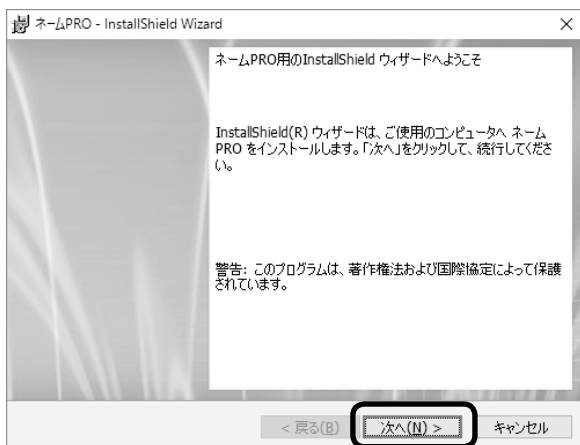 ネームPRO - InstallShield Wizard
ネームPRO用のInstallShield ウィザードへようこそ
InstallShield(R) ウィザードは、ご使用のコンピュータへ ネーム
PRO をインストールします。「次へ」をクリックして、続行してくださ
い。
警告: このプログラムは、著作権法および国際協定によって保護
されています。
< 戻る(B)
次へ(N) >
キャンセル